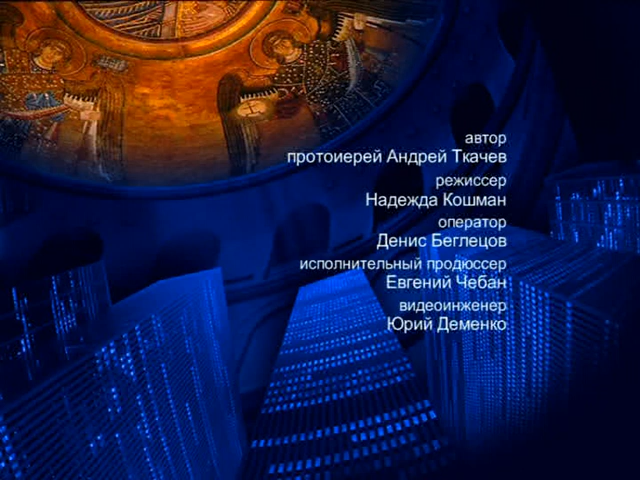 автор
протоиерей Андрей Ткачев
режиссер
Надежда Кошман
оператор
Денис Беглецов
исполнительный продюссер
Евгений Чебан
видеоинженер
Юрий Деменко